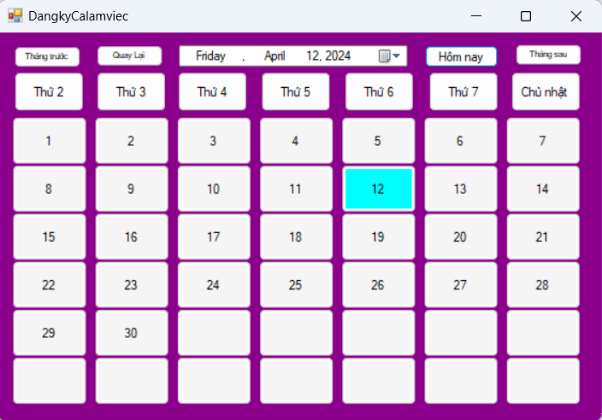 DangkyCalamviec
Tháng trước Quay Lại Friday , April 12, 2024 Hôm nay Tháng sau
Thứ 2 Thứ 3 Thứ 4 Thứ 5 Thứ 6 Thứ 7 Chủ nhật
1 2 3 4 5 6 7
8 9 10 11 12 13 14
15 16 17 18 19 20 21
22 23 24 25 26 27 28
29 30